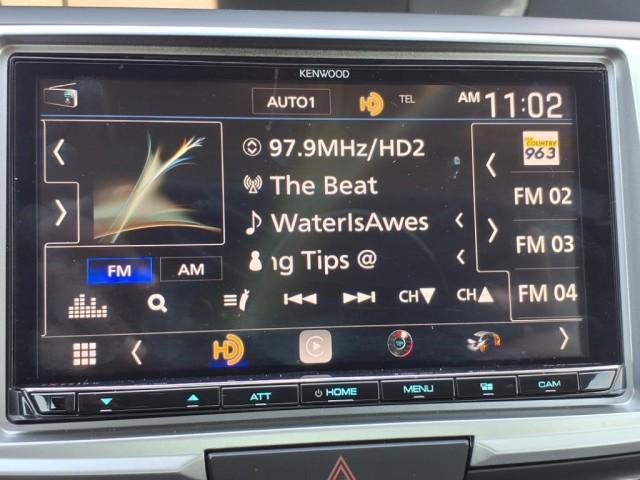 KENWOOD
AUTO1 HD TEL AM 11:02
97.9MHz/HD2
The Beat
WaterIsAwes
ng Tips @
COUNTRY
963
FM 02
FM 03
FM 04
FM AM
CH▼ CH▲
HD
ATT HOME MENU CAM